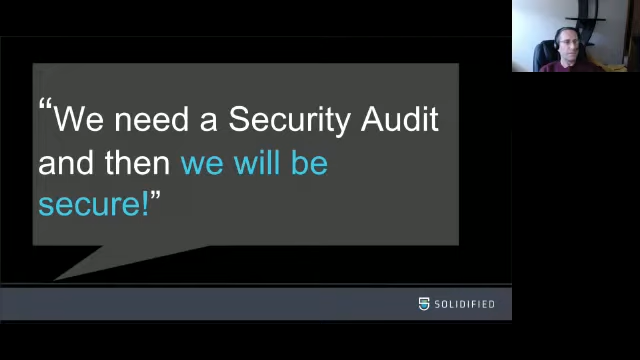 “We need a Security Audit
and then we will be
secure!”
SOLIDIFIED